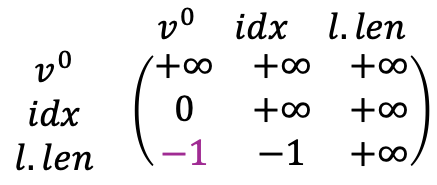 v⁰ idx l.len
v⁰ +∞ +∞ +∞
idx 0 +∞ +∞
l.len −1 −1 +∞